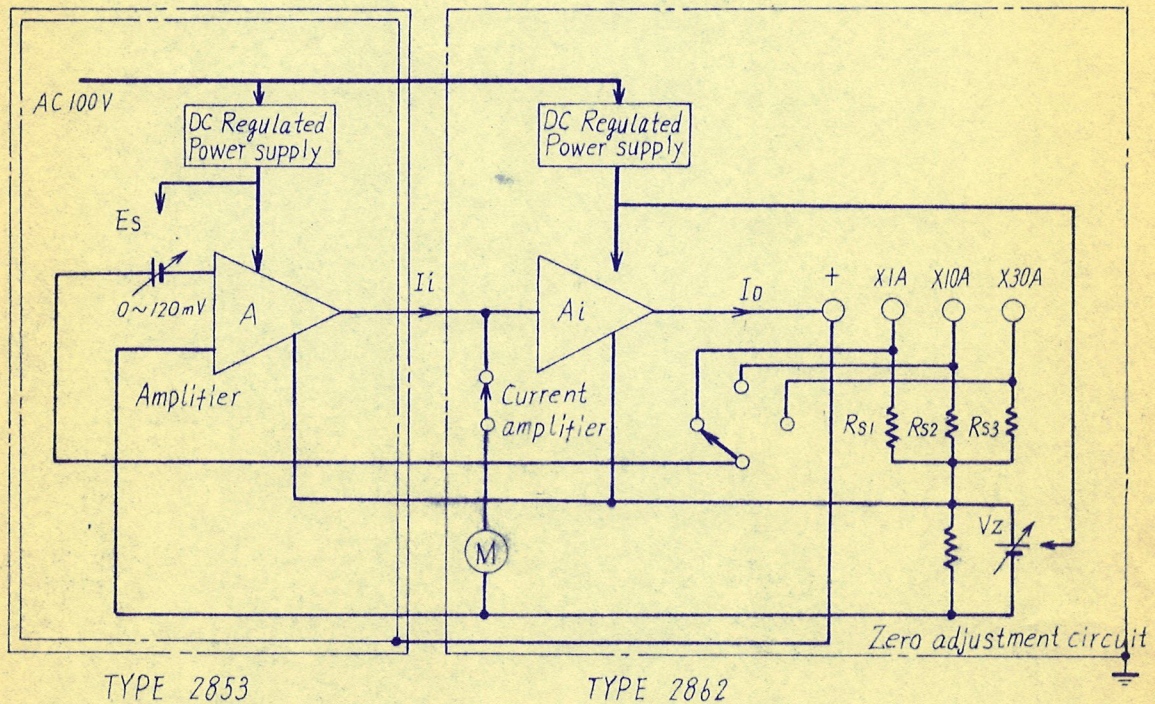 AC 100V
DC Regulated
Power supply
DC Regulated
Power supply
Es
0~120mV
A
Amplifier
Ii
Ai
Current
amplifier
Io
+
X1A
X10A
X30A
Rs1
Rs2
Rs3
Vz
M
Zero adjustment circuit
TYPE 2853
TYPE 2862